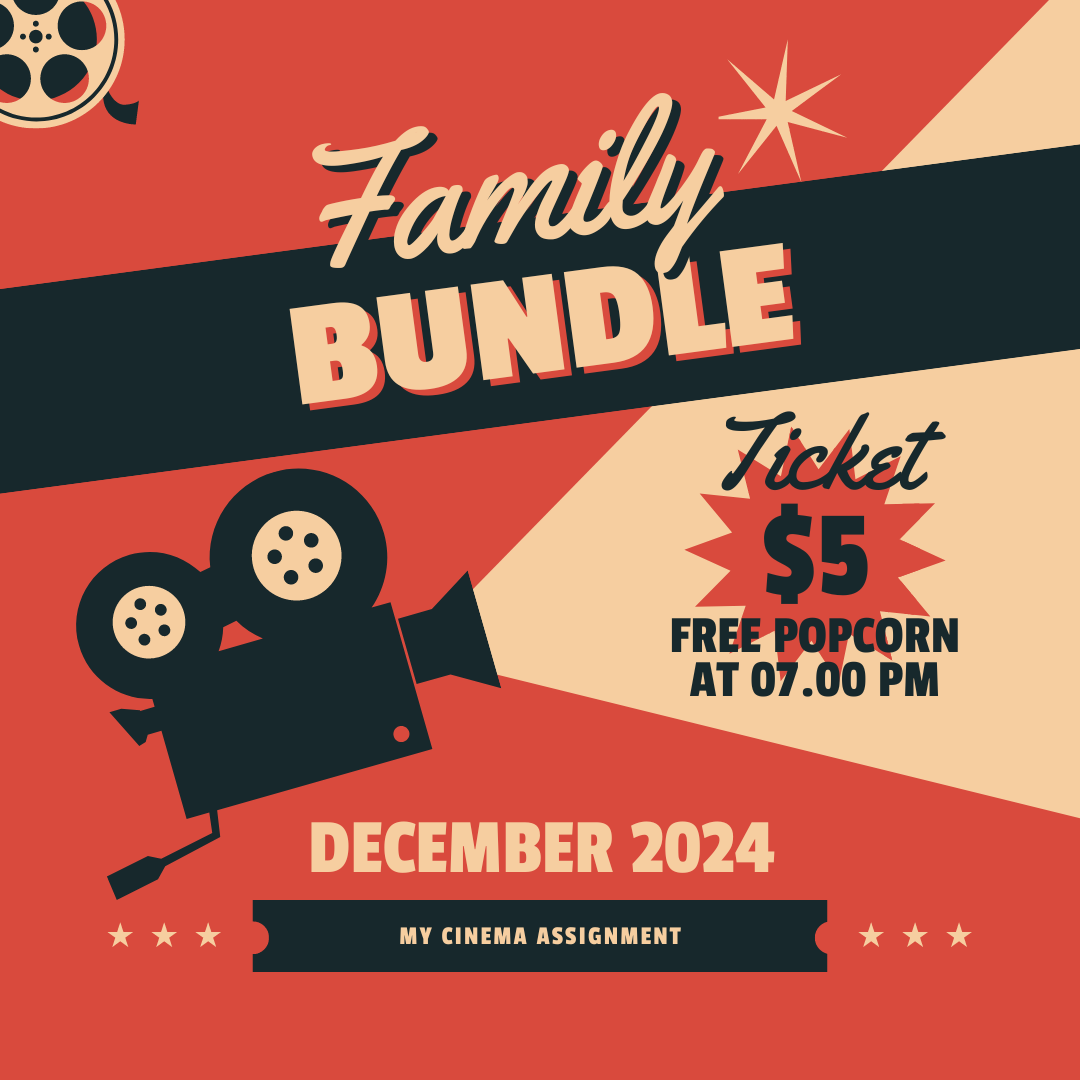 Family
BUNDLE
Ticket
$5
FREE POPCORN
AT 07.00 PM
DECEMBER 2024
MY CINEMA ASSIGNMENT